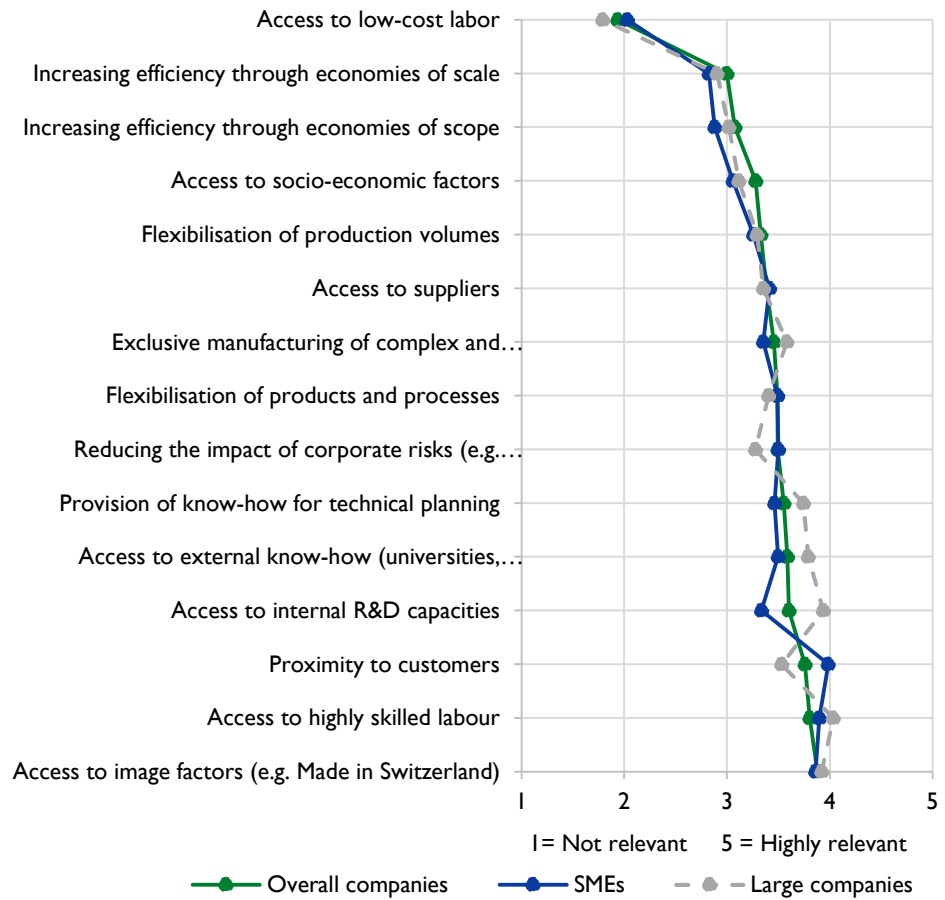 Access to low-cost labor
Increasing efficiency through economies of scale
Increasing efficiency through economies of scope
Access to socio-economic factors
Flexibilisation of production volumes
Access to suppliers
Exclusive manufacturing of complex and…
Flexibilisation of products and processes
Reducing the impact of corporate risks (e.g.…
Provision of know-how for technical planning
Access to external know-how (universities,…
Access to internal R&D capacities
Proximity to customers
Access to highly skilled labour
Access to image factors (e.g. Made in Switzerland)
1 2 3 4 5
1= Not relevant 5 = Highly relevant
Overall companies SMEs Large companies